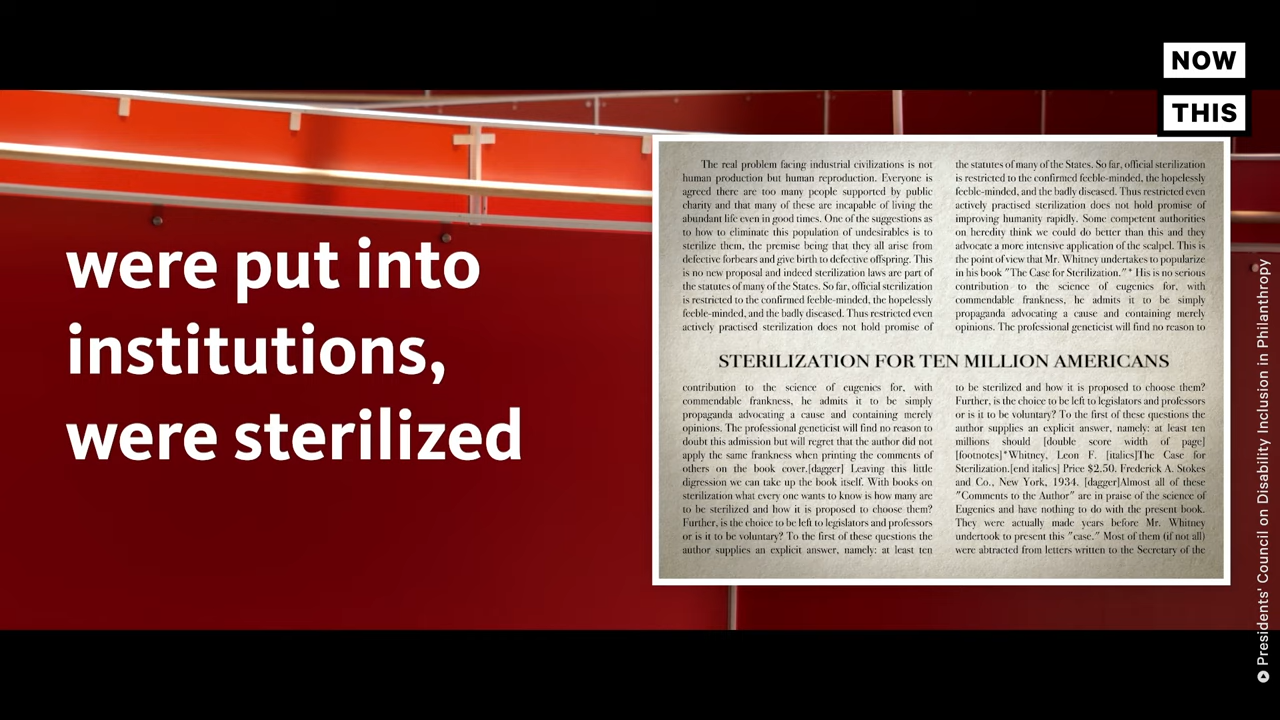 NOW
THIS
were put into
institutions,
were sterilized
The real problem facing industrial civilizations is not
human production but human reproduction. Everyone is
agreed there are too many people supported by public
charity and that many of these are incapable of living the
abundant life even in good times. One of the suggestions as
to how to eliminate this population of undesirables is to
sterilize them, the premise being that they all arise from
defective forbears and give birth to defective offspring. This
is no new proposal and indeed sterilization laws are part of
the statutes of many of the States. So far, official sterilization
is restricted to the confirmed feeble-minded, the hopelessly
feeble-minded, and the badly diseased. Thus restricted even
actively practised sterilization does not hold promise of
the statutes of many of the States. So far, official sterilization
is restricted to the confirmed feeble-minded, the hopelessly
feeble-minded, and the badly diseased. Thus restricted even
actively practised sterilization does not hold promise of
improving humanity rapidly. Some competent authorities
on heredity think we could do better than this and they
advocate a more intensive application of the scalpel. This is
the point of view that Mr. Whitney undertakes to popularize
in his book "The Case for Sterilization."* His is no serious
contribution to the science of eugenics for, with
commendable frankness, he admits it to be simply
propaganda advocating a cause and containing merely
opinions. The professional geneticist will find no reason to
STERILIZATION FOR TEN MILLION AMERICANS
contribution to the science of eugenics for, with
commendable frankness, he admits it to be simply
propaganda advocating a cause and containing merely
opinions. The professional geneticist will find no reason to
doubt this admission but will regret that the author did not
apply the same frankness when printing the comments of
others on the book cover.[dagger] Leaving this little
digression we can take up the book itself. With books on
sterilization what every one wants to know is how many are
to be sterilized and how it is proposed to choose them?
Further, is the choice to be left to legislators and professors
or is it to be voluntary? To the first of these questions the
author supplies an explicit answer, namely: at least ten
to be sterilized and how it is proposed to choose them?
Further, is the choice to be left to legislators and professors
or is it to be voluntary? To the first of these questions the
author supplies an explicit answer, namely: at least ten
millions should [double score width of page]
[footnotes]*Whitney, Leon F. [italics]The Case for
Sterilization.[end italics] Price $2.50. Frederick A. Stokes
and Co., New York, 1934. [dagger]Almost all of these
"Comments to the Author" are in praise of the science of
Eugenics and have nothing to do with the present book.
They were actually made years before Mr. Whitney
undertook to present this "case." Most of them (if not all)
were abtracted from letters written to the Secretary of the
Presidents' Council on Disability Inclusion in Philanthropy